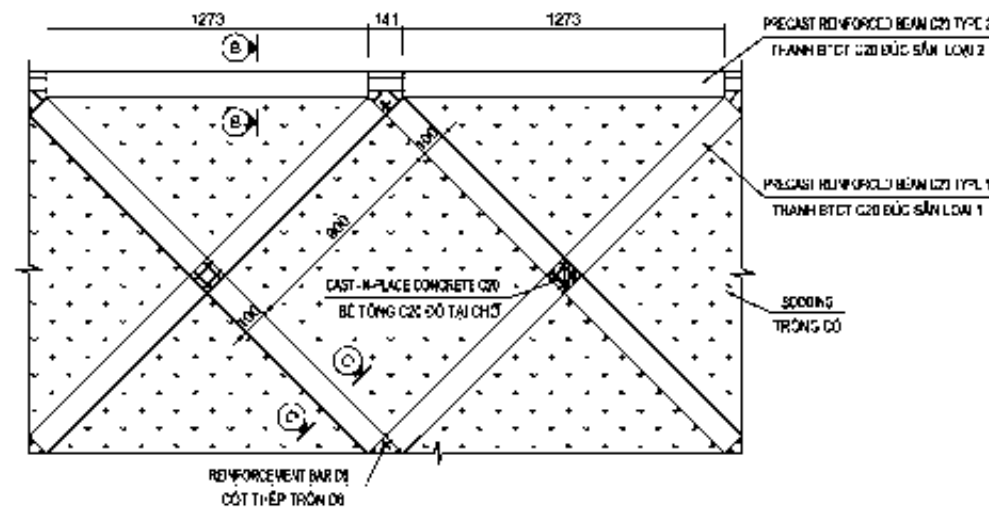 1273
141
1273
PRECAST REINFORCED BEAM C20 TYPE 2
THANH BTCT C20 ĐÚC SẴN LOẠI 2
B
B
100
PRECAST REINFORCED BEAM C20 TYPE 1
THANH BTCT C20 ĐÚC SẴN LOẠI 1
CAST-IN-PLACE CONCRETE C20
BÊ TÔNG C20 ĐỔ TẠI CHỖ
100
SODDING
TRỒNG CỎ
REINFORCEMENT BAR D6
CỐT THÉP TRÒN D6